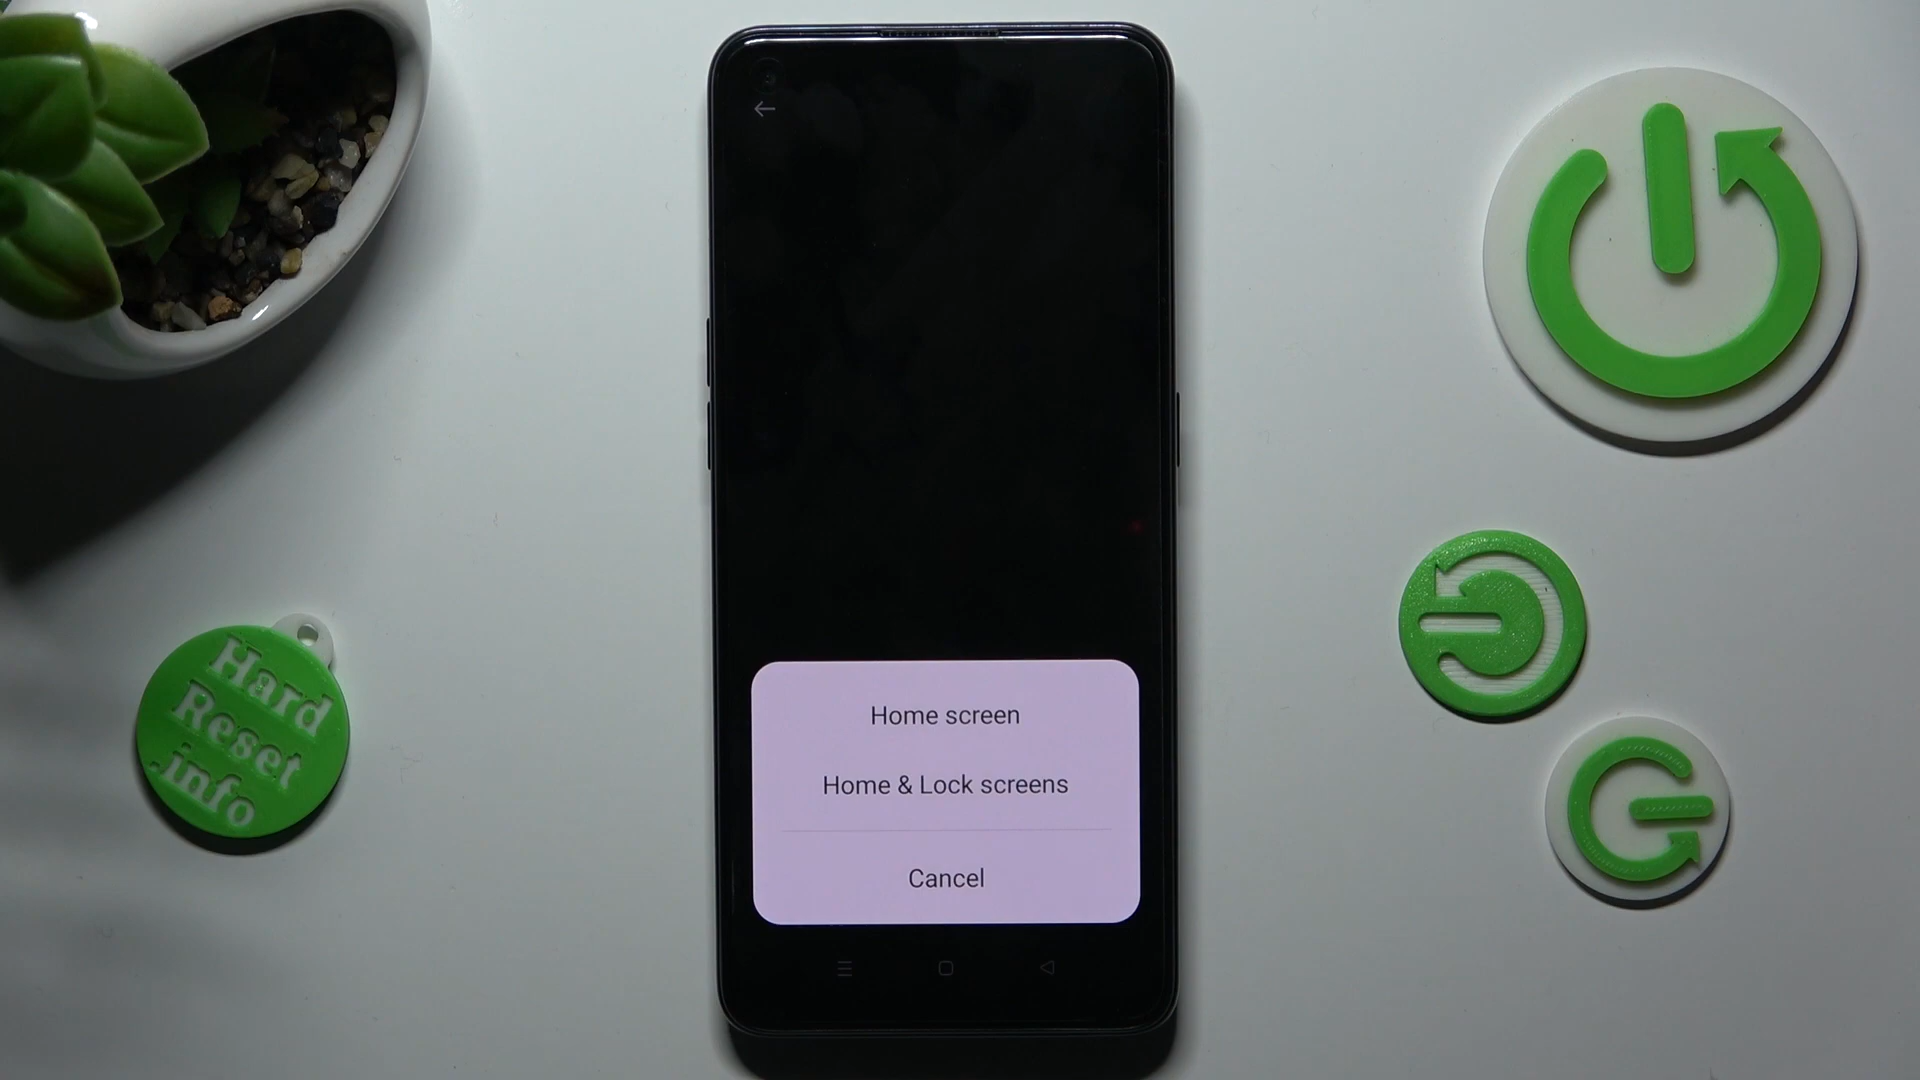 Home screen
Home & Lock screens
Cancel
Hard
Reset
.info